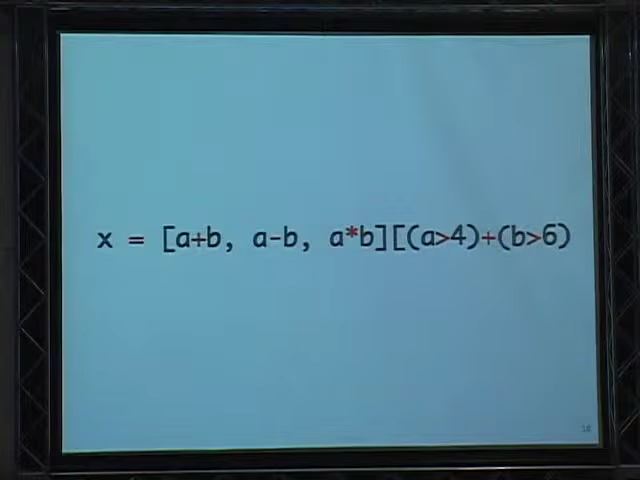 x = [a+b, a-b, a*b][(a>4)+(b>6)